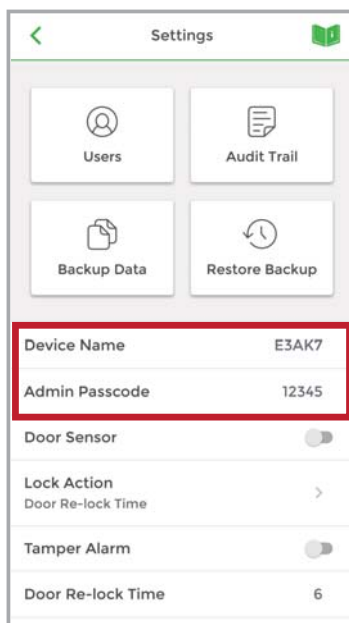 Settings
Users
Audit Trail
Backup Data
Restore Backup
Device Name E3AK7
Admin Passcode 12345
Door Sensor
Lock Action
Door Re-lock Time
Tamper Alarm
Door Re-lock Time 6